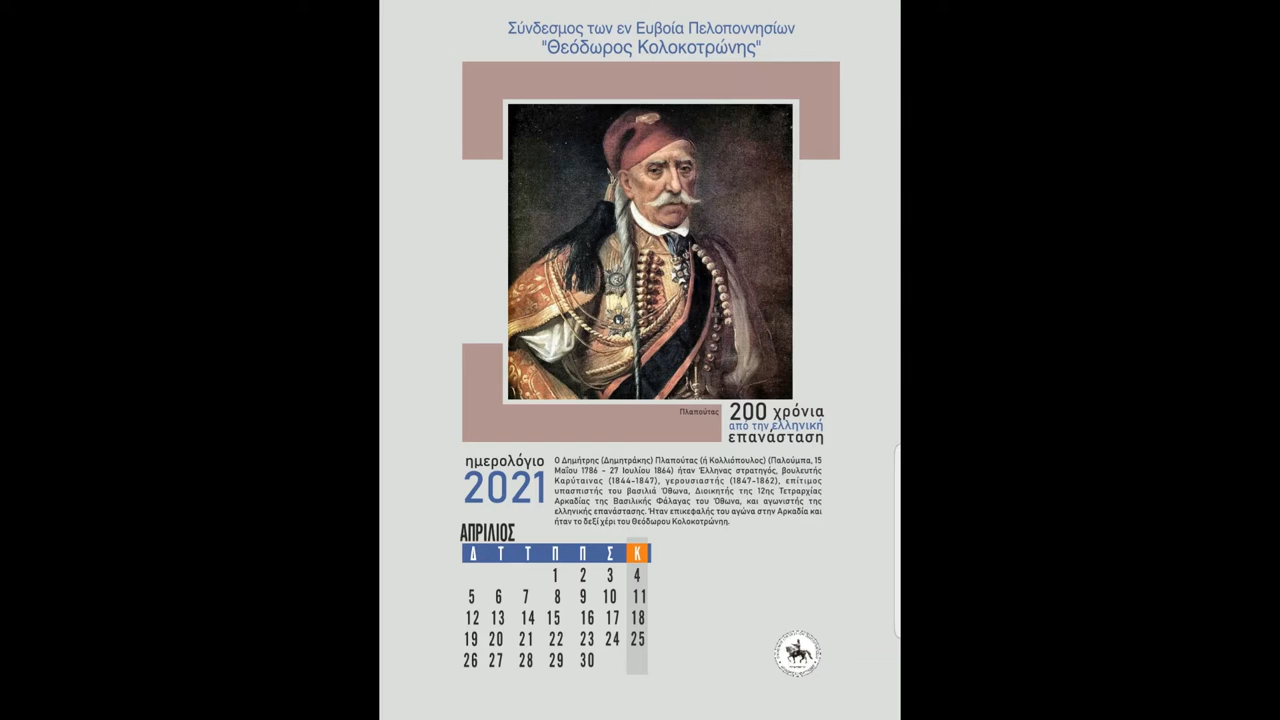 Σύνδεσμος των εν Ευβοία Πελοποννησίων
"Θεόδωρος Κολοκοτρώνης"
Πλαπούτας
200 χρόνια
από την ελληνική
επανάσταση
ημερολόγιο
2021
Ο Δημήτρης (Δημητράκης) Πλαπούτας (ή Κολλιόπουλος) (Παλούμπα, 15
Μαΐου 1786 - 27 Ιουλίου 1864) ήταν Έλληνας στρατηγός, βουλευτής
Καρύταινας (1844-1847), γερουσιαστής (1847-1862), επίτιμος
υπασπιστής του βασιλιά Όθωνα, Διοικητής της 12ης Τετραρχίας
Αρκαδίας της Βασιλικής Φάλαγας του Όθωνα, και αγωνιστής της
ελληνικής επανάστασης. Ήταν επικεφαλής του αγώνα στην Αρκαδία και
ήταν το δεξί χέρι του Θεόδωρου Κολοκοτρώνηη.
ΑΠΡΙΛΙΟΣ
Δ Τ Τ Π Π Σ Κ
1 2 3 4
5 6 7 8 9 10 11
12 13 14 15 16 17 18
19 20 21 22 23 24 25
26 27 28 29 30